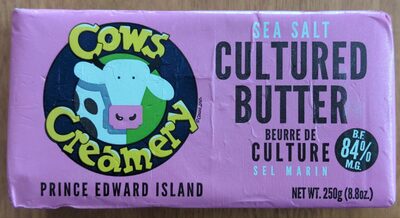 Cows
Creamery
PRINCE EDWARD ISLAND
SEA SALT
CULTURED
BUTTER
BEURRE DE
CULTURE
SEL MARIN
B.F.
84%
M.G.
NET WT. 250g (8.8oz.)